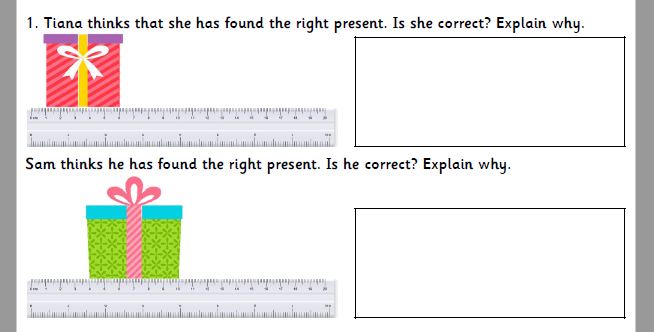 1. Tiana thinks that she has found the right present. Is she correct? Explain why.
Sam thinks he has found the right present. Is he correct? Explain why.